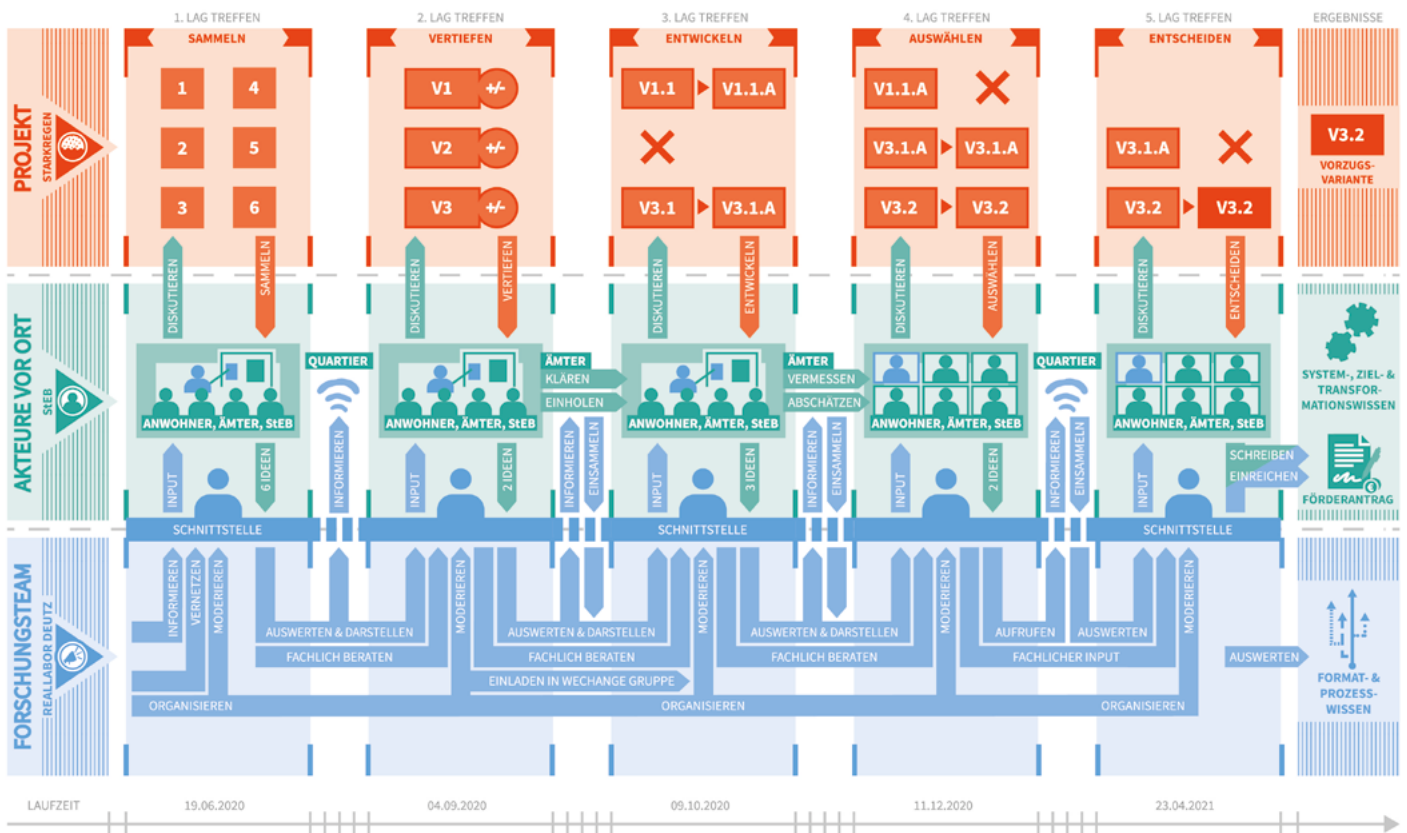 1. LAG TREFFEN
2. LAG TREFFEN
3. LAG TREFFEN
4. LAG TREFFEN
5. LAG TREFFEN
ERGEBNISSE
PROJEKT
STARKREGEN
SAMMELN
1 4
2 5
3 6
VERTIEFEN
V1 +/-
V2 +/-
V3 +/-
ENTWICKELN
V1.1 V1.1.A
V3.1 V3.1.A
AUSWÄHLEN
V1.1.A
V3.1.A V3.1.A
V3.2 V3.2
ENTSCHEIDEN
V3.1.A
V3.2 V3.2
V3.2
VORZUGS-
VARIANTE
DISKUTIEREN
SAMMELN
DISKUTIEREN
VERTIEFEN
DISKUTIEREN
ENTWICKELN
DISKUTIEREN
AUSWÄHLEN
DISKUTIEREN
ENTSCHEIDEN
AKTEURE VOR ORT
StEB
ANWOHNER, ÄMTER, StEB
QUARTIER
ANWOHNER, ÄMTER, StEB
ÄMTER
KLÄREN
EINHOLEN
ANWOHNER, ÄMTER, StEB
ÄMTER
VERMESSEN
ABSCHÄTZEN
ANWOHNER, ÄMTER, StEB
QUARTIER
ANWOHNER, ÄMTER, StEB
SYSTEM-, ZIEL- &
TRANSFOR-
MATIONSWISSEN
INPUT
6 IDEEN
INFORMIEREN
INPUT
2 IDEEN
INFORMIEREN
EINSAMMELN
INPUT
3 IDEEN
INFORMIEREN
EINSAMMELN
INPUT
2 IDEEN
INFORMIEREN
EINSAMMELN
INPUT
SCHREIBEN
EINREICHEN
FÖRDERANTRAG
SCHNITTSTELLE
SCHNITTSTELLE
SCHNITTSTELLE
FORSCHUNGSTEAM
REALLABOR DEUTZ
INFORMIEREN
VERNETZEN
MODERIEREN
MODERIEREN
MODERIEREN
MODERIEREN
MODERIEREN
AUSWERTEN & DARSTELLEN
AUSWERTEN & DARSTELLEN
AUSWERTEN & DARSTELLEN
AUFRUFEN
AUSWERTEN
FACHLICH BERATEN
FACHLICH BERATEN
FACHLICH BERATEN
FACHLICHER INPUT
AUSWERTEN
EINLADEN IN WECHANGE GRUPPE
ORGANISIEREN
ORGANISIEREN
ORGANISIEREN
FORMAT- &
PROZESS-
WISSEN
LAUFZEIT
19.06.2020
04.09.2020
09.10.2020
11.12.2020
23.04.2021